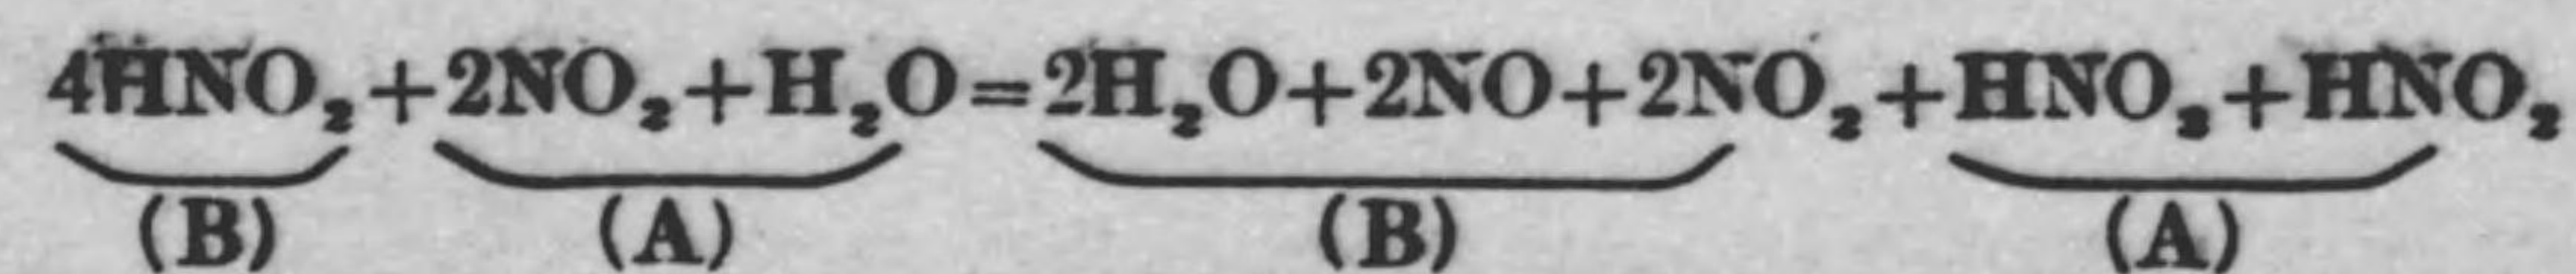 4HNO₂+2NO₂+H₂O=2H₂O+2NO+2NO₂+HNO₃+HNO₂
(B) (A) (B) (A)